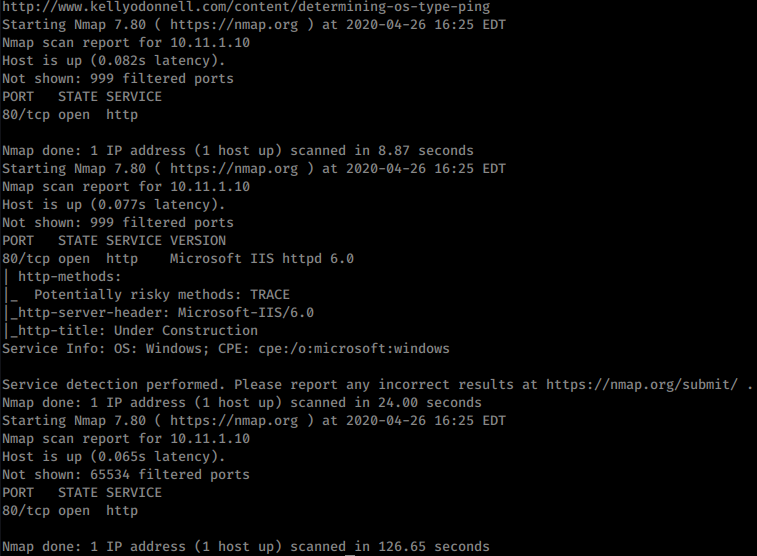 http://www.kellyodonnell.com/content/determining-os-type-ping
Starting Nmap 7.80 ( https://nmap.org ) at 2020-04-26 16:25 EDT
Nmap scan report for 10.11.1.10
Host is up (0.082s latency).
Not shown: 999 filtered ports
PORT   STATE SERVICE
80/tcp open  http

Nmap done: 1 IP address (1 host up) scanned in 8.87 seconds
Starting Nmap 7.80 ( https://nmap.org ) at 2020-04-26 16:25 EDT
Nmap scan report for 10.11.1.10
Host is up (0.077s latency).
Not shown: 999 filtered ports
PORT   STATE SERVICE VERSION
80/tcp open  http    Microsoft IIS httpd 6.0
| http-methods:
|_  Potentially risky methods: TRACE
|_http-server-header: Microsoft-IIS/6.0
|_http-title: Under Construction
Service Info: OS: Windows; CPE: cpe:/o:microsoft:windows

Service detection performed. Please report any incorrect results at https://nmap.org/submit/ .
Nmap done: 1 IP address (1 host up) scanned in 24.00 seconds
Starting Nmap 7.80 ( https://nmap.org ) at 2020-04-26 16:25 EDT
Nmap scan report for 10.11.1.10
Host is up (0.065s latency).
Not shown: 65534 filtered ports
PORT   STATE SERVICE
80/tcp open  http

Nmap done: 1 IP address (1 host up) scanned in 126.65 seconds